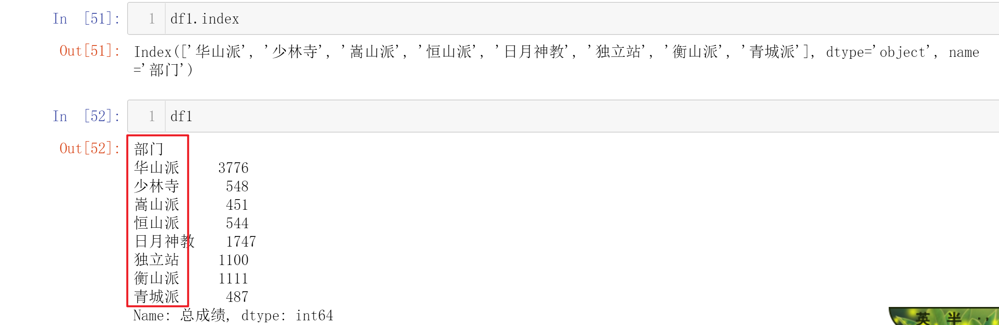 In [51]: 1 df1.index
Out[51]: Index(['华山派', '少林寺', '嵩山派', '恒山派', '日月神教', '独立站', '衡山派', '青城派'], dtype='object', name
='部门')
In [52]: 1 df1
Out[52]: 部门
华山派 3776
少林寺 548
嵩山派 451
恒山派 544
日月神教 1747
独立站 1100
衡山派 1111
青城派 487
Name: 总成绩, dtype: int64
英 半